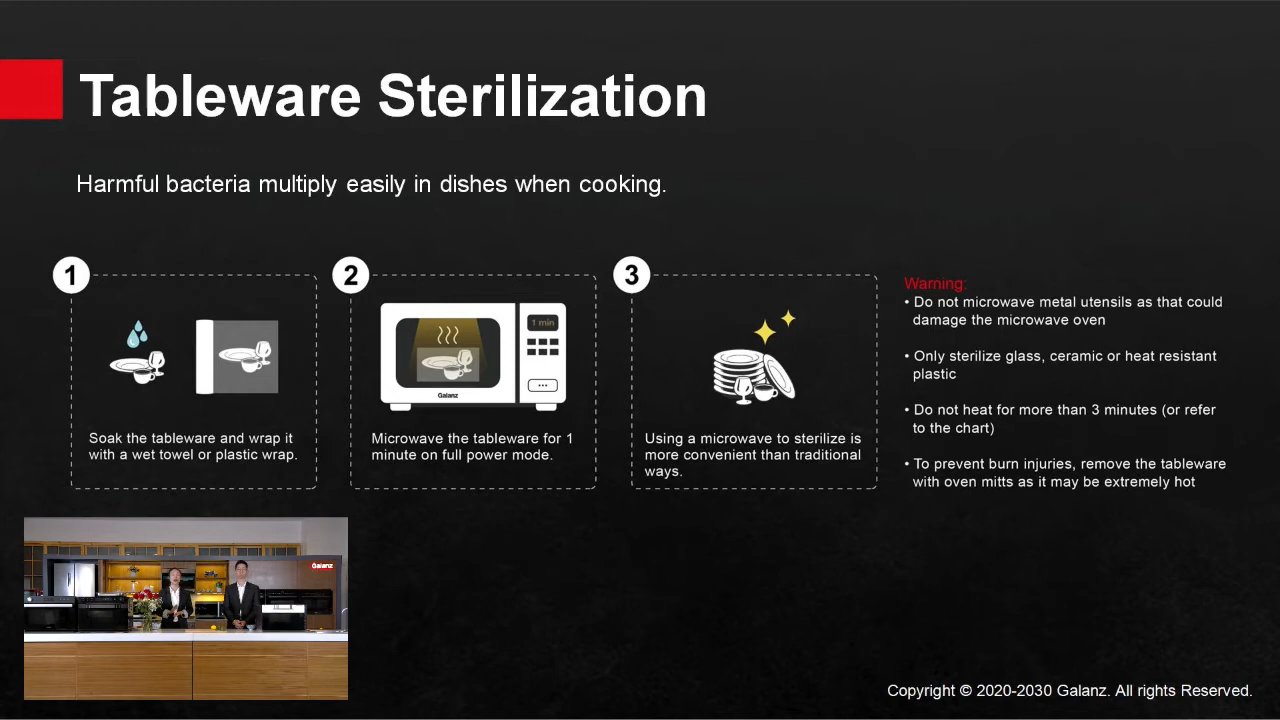 Tableware Sterilization
Harmful bacteria multiply easily in dishes when cooking.
1
Soak the tableware and wrap it
with a wet towel or plastic wrap.
2
1 min
Galanz
Microwave the tableware for 1
minute on full power mode.
3
Using a microwave to sterilize is
more convenient than traditional
ways.
Warning:
• Do not microwave metal utensils as that could
damage the microwave oven
• Only sterilize glass, ceramic or heat resistant
plastic
• Do not heat for more than 3 minutes (or refer
to the chart)
• To prevent burn injuries, remove the tableware
with oven mitts as it may be extremely hot
Galanz
Copyright © 2020-2030 Galanz. All rights Reserved.